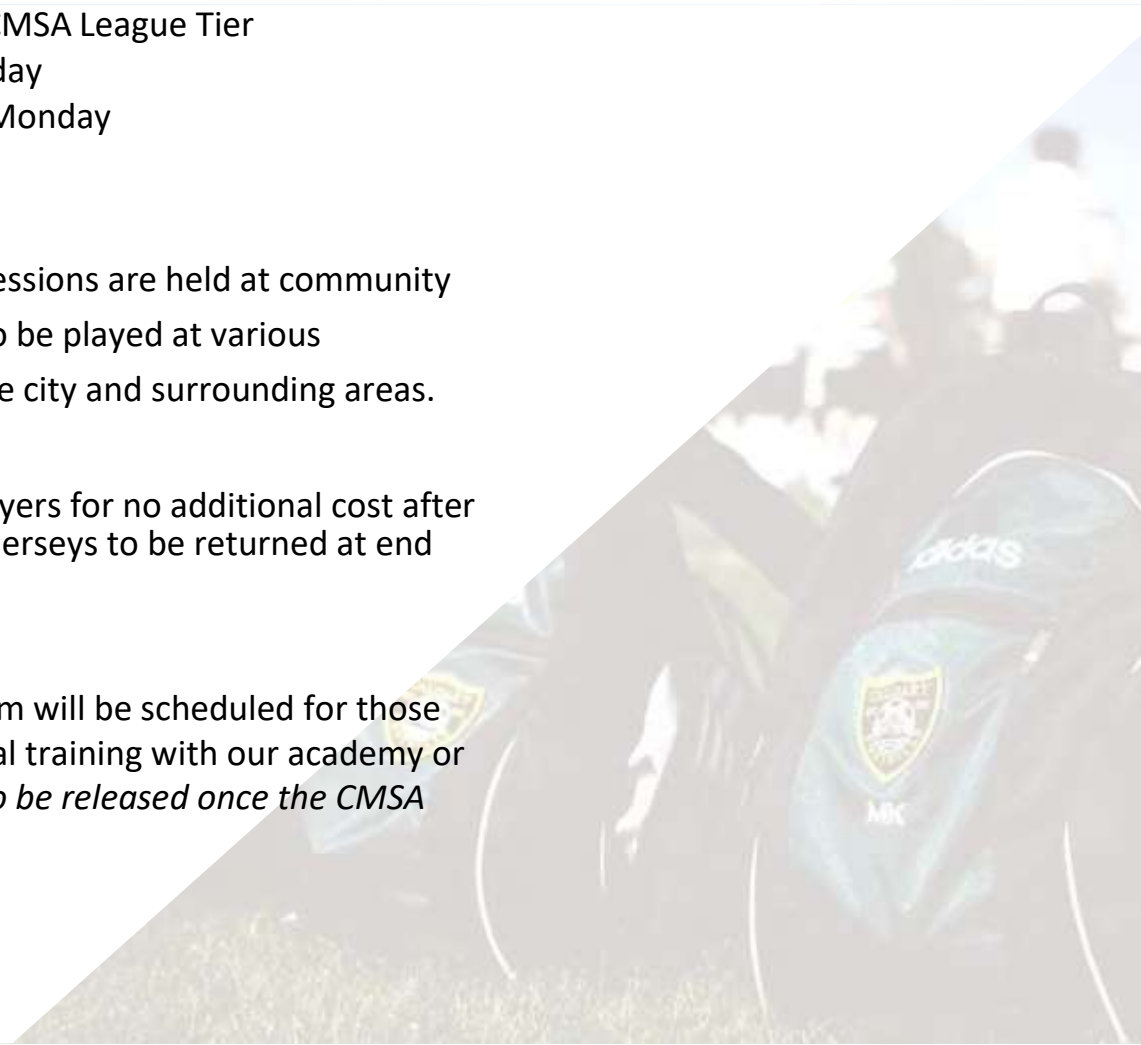 CMSA League Tier
day
Monday
essions are held at community
o be played at various
e city and surrounding areas.
yers for no additional cost after
erseys to be returned at end
m will be scheduled for those
al training with our academy or
o be released once the CMSA
adidas
MK